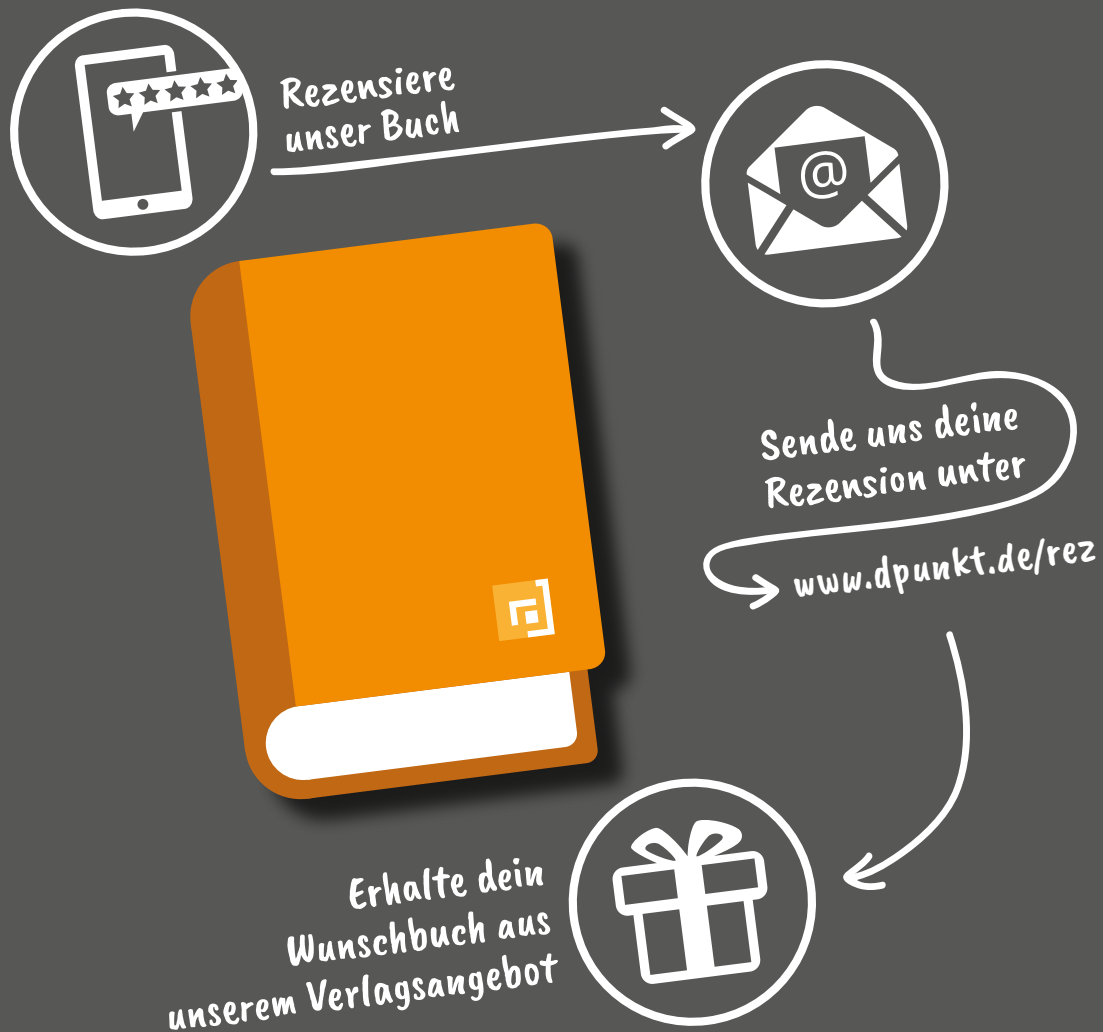 Rezensiere
unser Buch
@
Sende uns deine
Rezension unter
www.dpunkt.de/rez
Erhalte dein
Wunschbuch aus
unserem Verlagsangebot